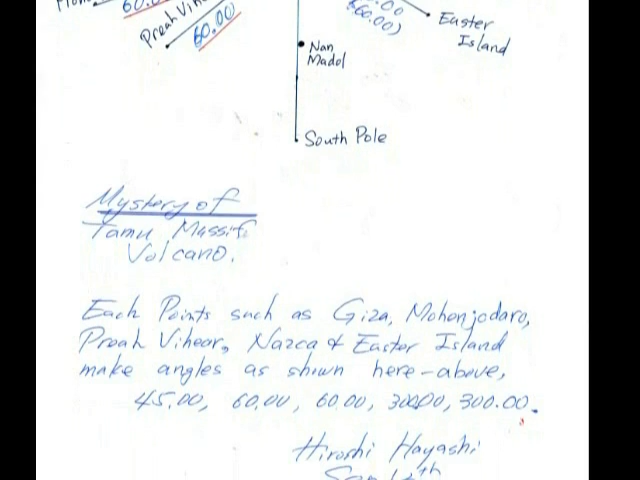 60.00
Preah Vihe
60.00
(60.00)
Easter
Island
Nan
Madol
South Pole
Mystery of
Tamu Massif
Volcano.
Each Points such as Giza, Mohenjodaro,
Preah Vihear, Nazca & Easter Island
make angles as shown here-above,
45.00, 60.00, 60.00, 300.00, 300.00.
Hiroshi Hayashi